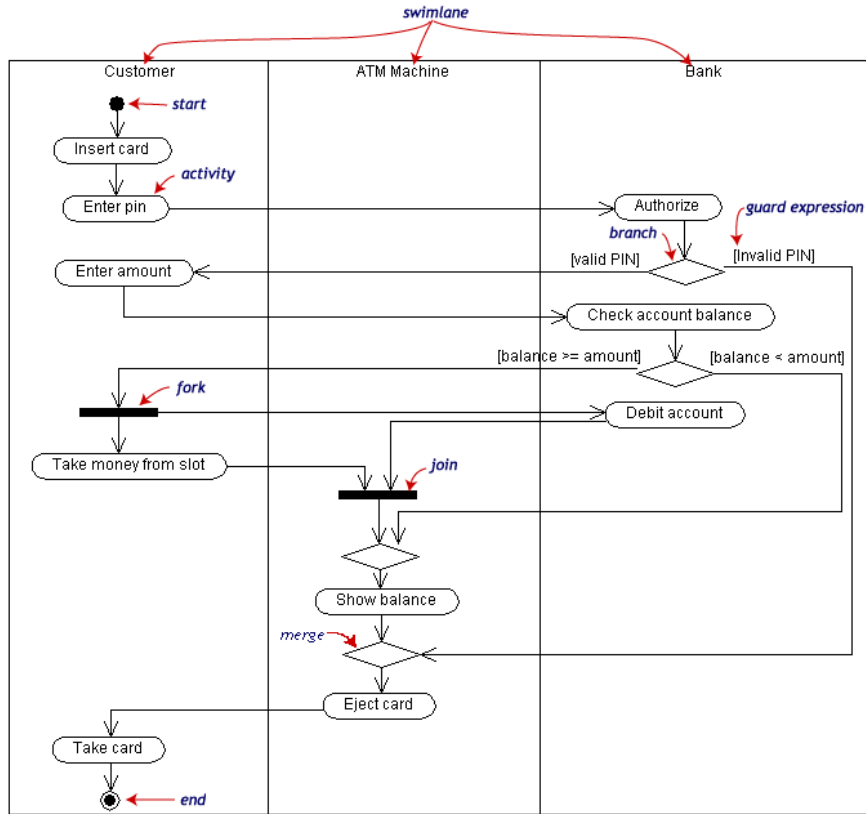 swimlane
Customer
ATM Machine
Bank
start
Insert card
activity
Enter pin
Authorize
guard expression
branch
[valid PIN]
[Invalid PIN]
Enter amount
Check account balance
[balance >= amount]
[balance < amount]
fork
Debit account
Take money from slot
join
Show balance
merge
Eject card
Take card
end